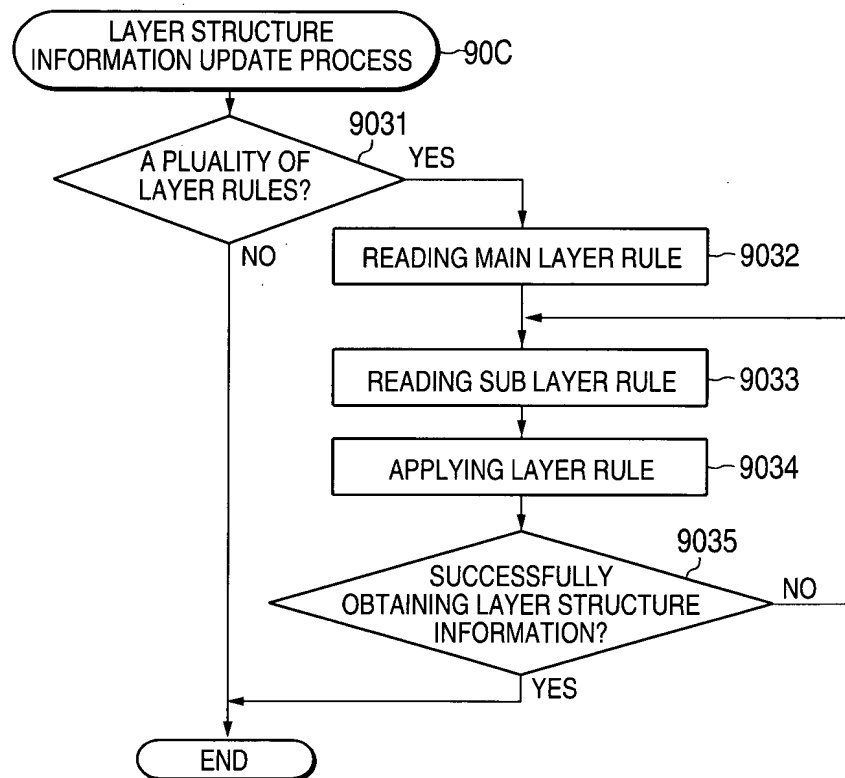 LAYER STRUCTURE
INFORMATION UPDATE PROCESS
90C
9031
A PLUALITY OF
LAYER RULES?
YES
NO
READING MAIN LAYER RULE
9032
READING SUB LAYER RULE
9033
APPLYING LAYER RULE
9034
9035
SUCCESSFULLY
OBTAINING LAYER STRUCTURE
INFORMATION?
NO
YES
END